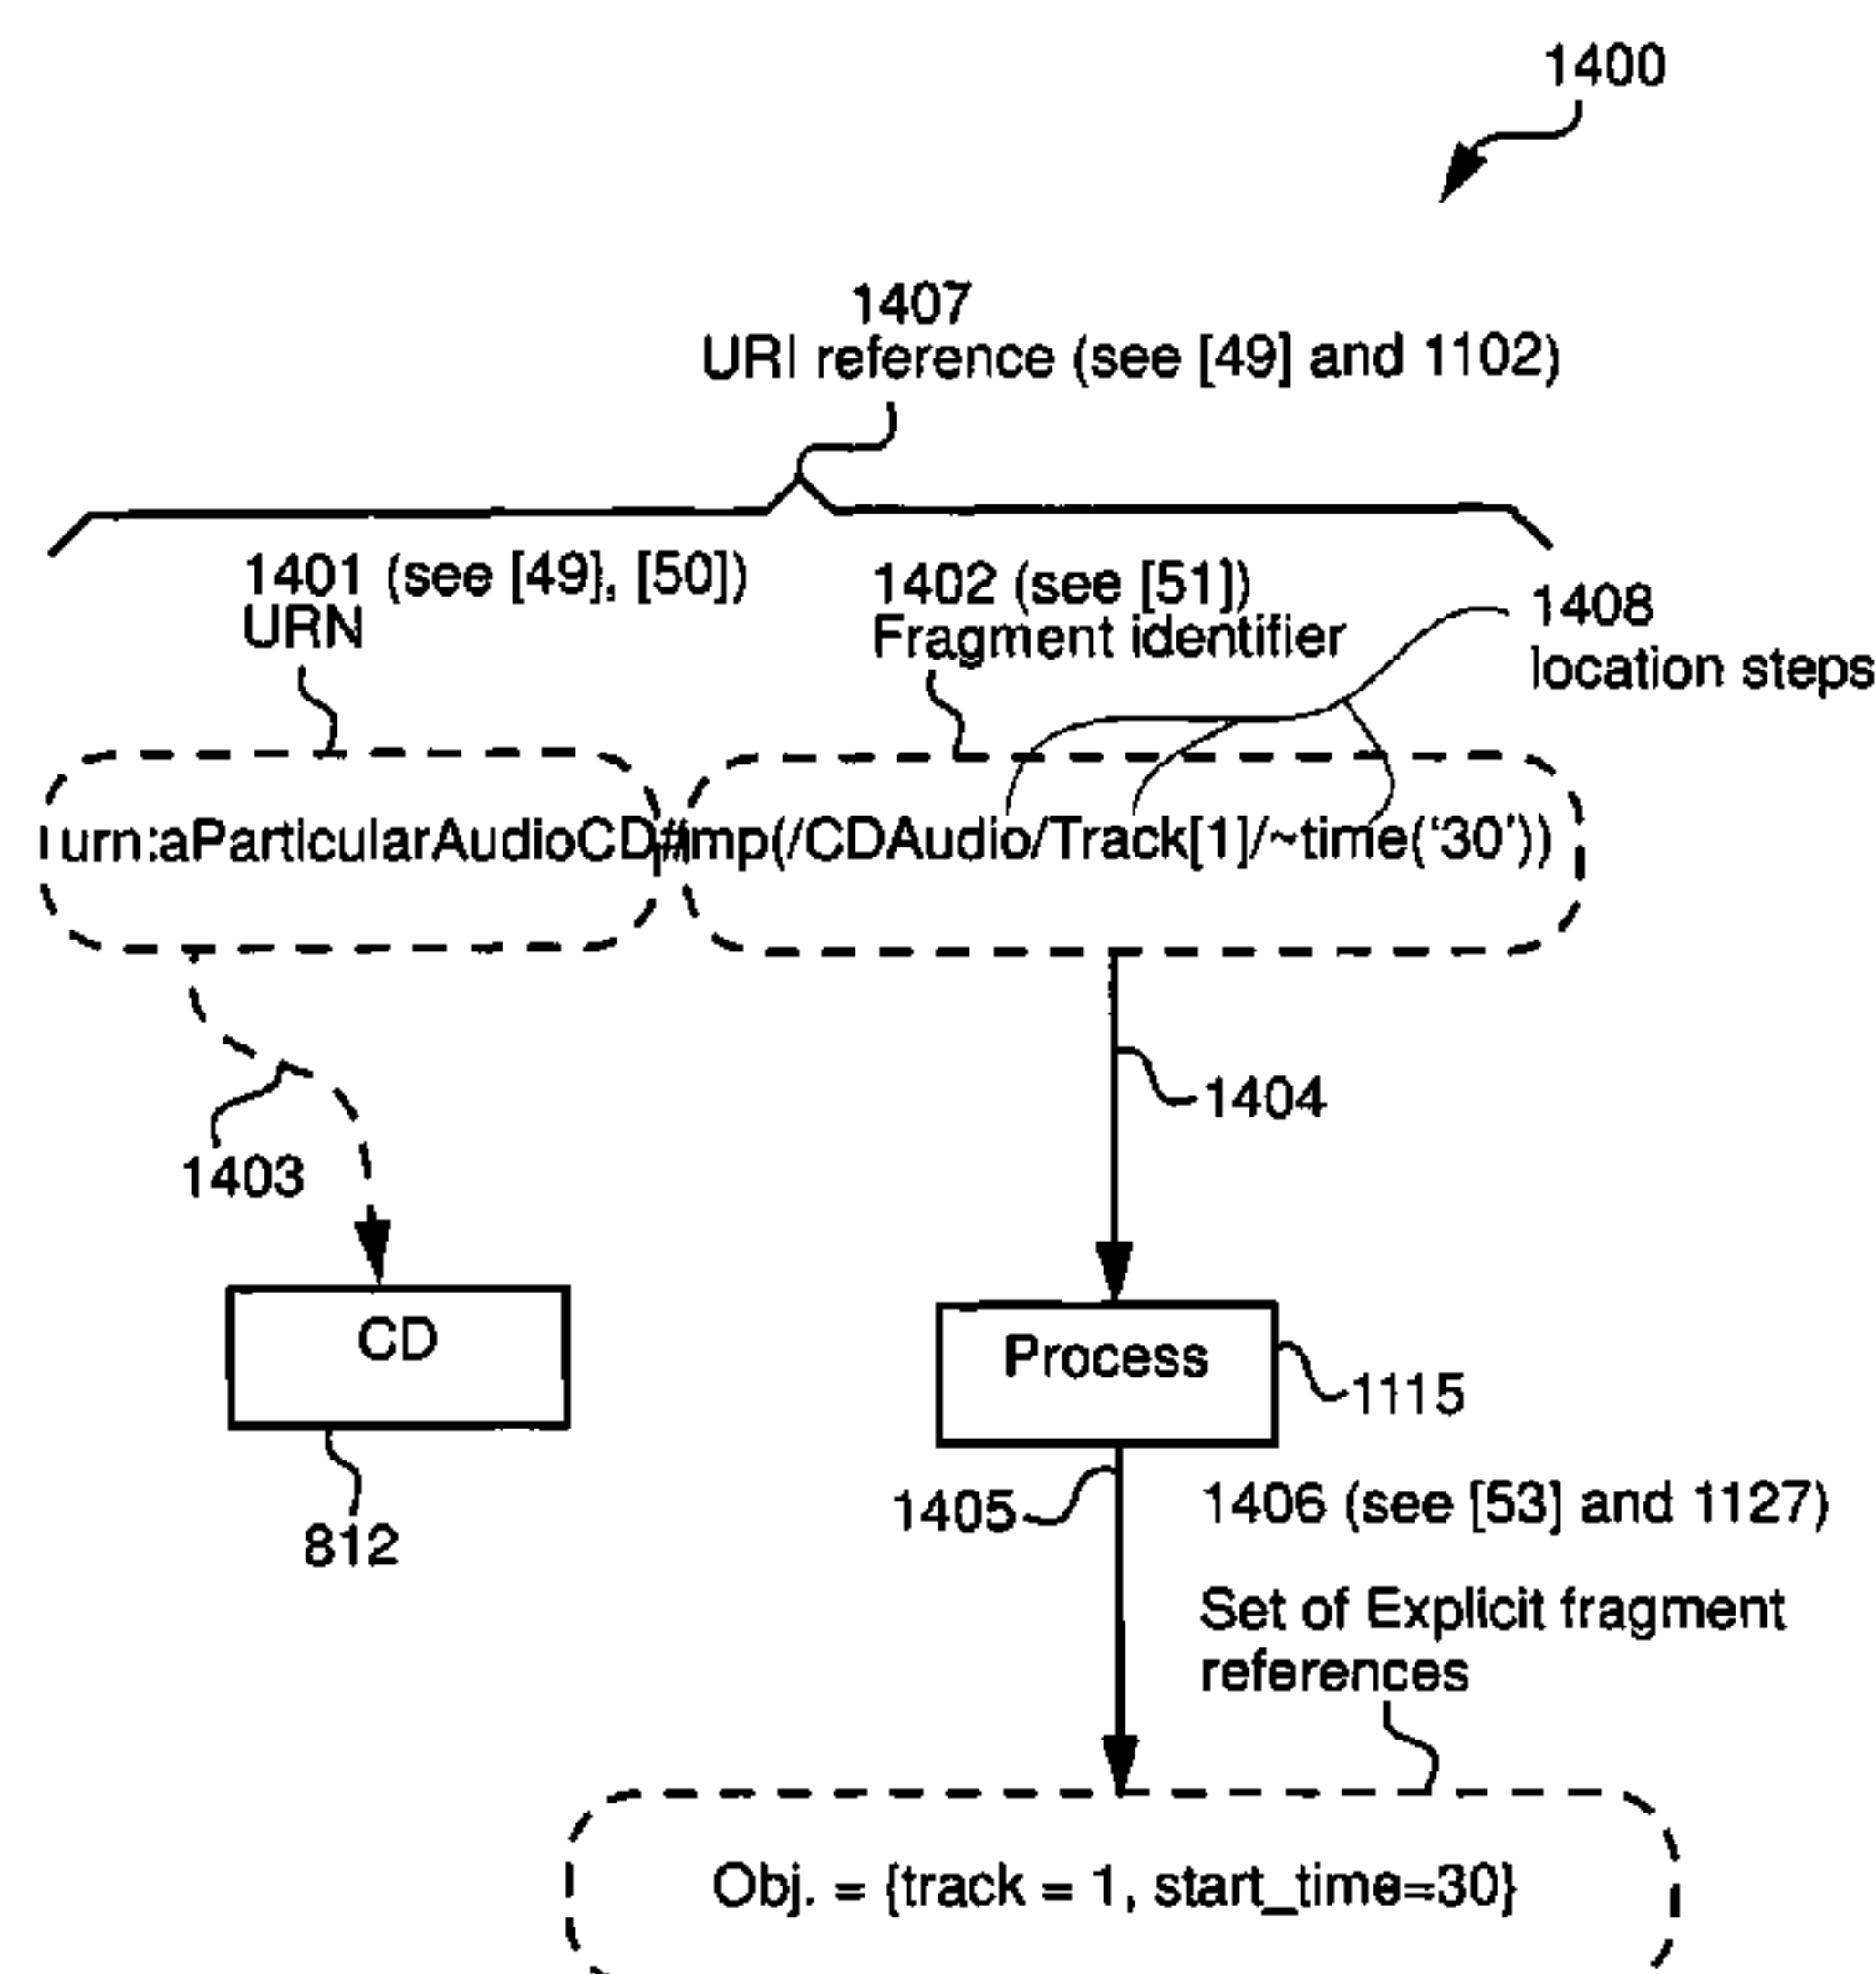 1400
1407
URI reference (see [49] and 1102)
1401 (see [49], [50])
URN
1402 (see [51])
Fragment identifier
1408
location steps
urn:aParticularAudioCD#mp(/CDAudio/Track[1]/~time(‘30’))
1404
1403
CD
Process
1115
812
1405
1406 (see [53] and 1127)
Set of Explicit fragment
references
Obj. = {track = 1, start_time=30}